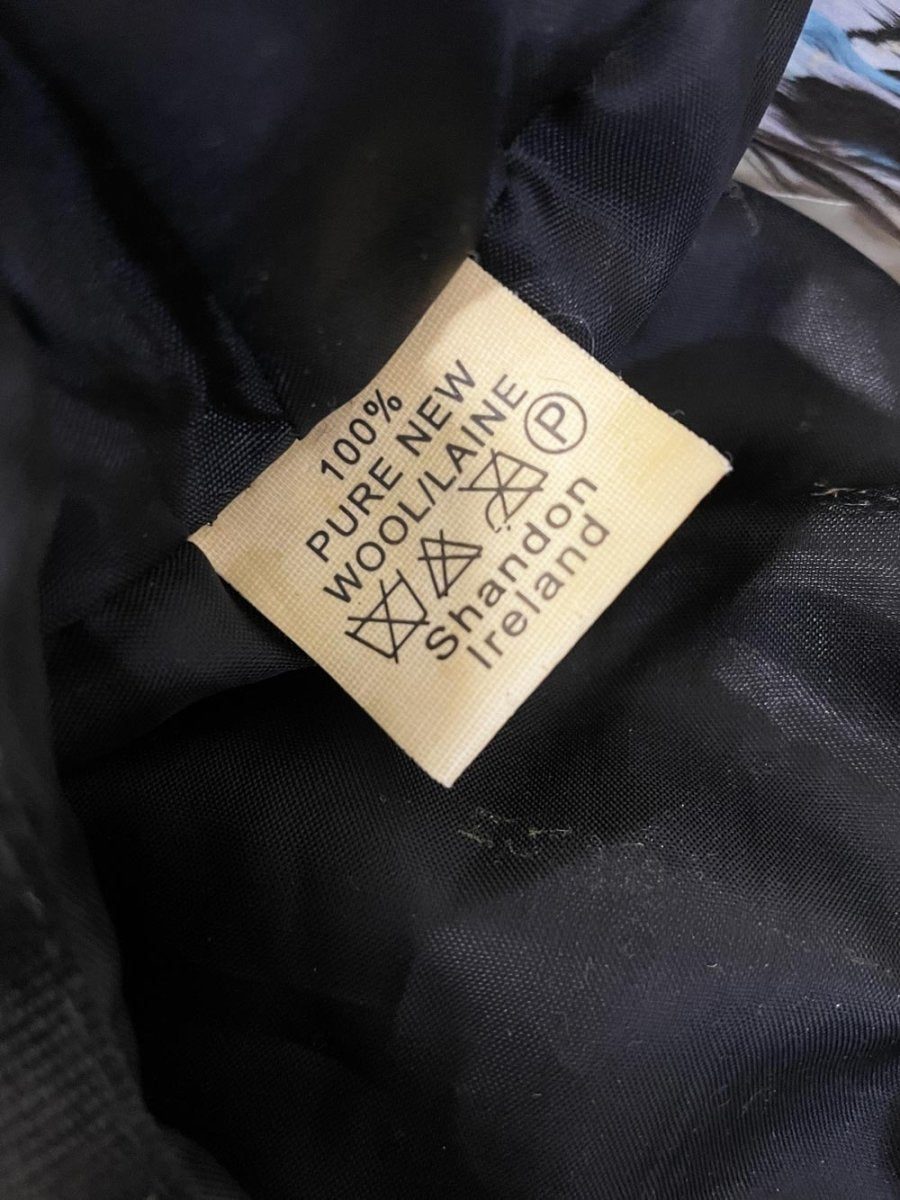 100%
PURE NEW
WOOL/LAINE
P
Shandon
Ireland